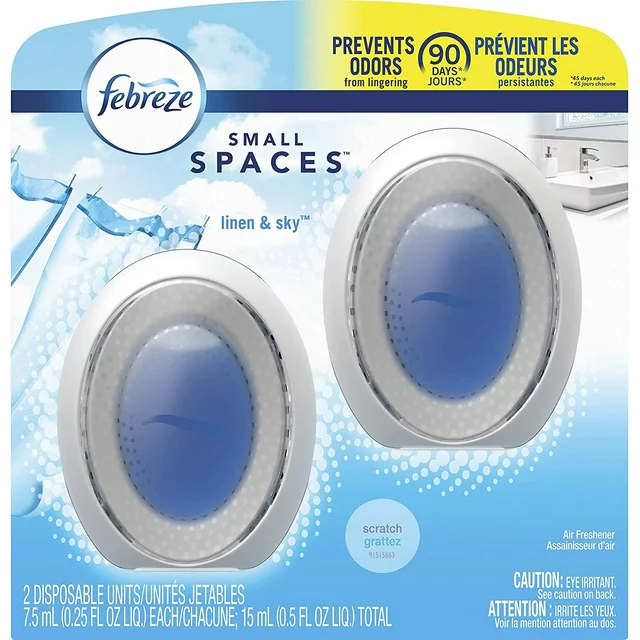 febreze
SMALL
SPACES™
linen & sky™
PREVENTS
ODORS
from lingering
90
DAYS*
JOURS*
PRÉVIENT LES
ODEURS
persistantes
*45 days each
*45 jours chacune
scratch
grattez
91515663
Air Freshener
Assainisseur d'air
2 DISPOSABLE UNITS/UNITÉS JETABLES
7.5 mL (0.25 FL OZ LIQ.) EACH/CHACUNE; 15 mL (0.5 FL OZ LIQ.) TOTAL
CAUTION: EYE IRRITANT.
See caution on back.
ATTENTION : IRRITE LES YEUX.
Voir la mention attention au dos.